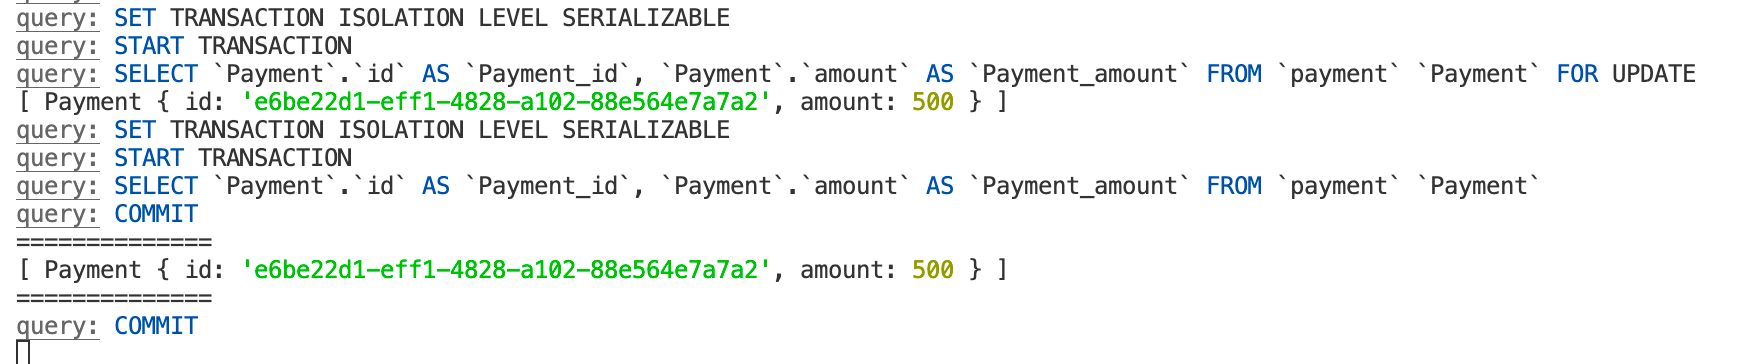 query: SET TRANSACTION ISOLATION LEVEL SERIALIZABLE
query: START TRANSACTION
query: SELECT `Payment`.`id` AS `Payment_id`, `Payment`.`amount` AS `Payment_amount` FROM `payment` `Payment` FOR UPDATE
[ Payment { id: 'e6be22d1-eff1-4828-a102-88e564e7a7a2', amount: 500 } ]
query: SET TRANSACTION ISOLATION LEVEL SERIALIZABLE
query: START TRANSACTION
query: SELECT `Payment`.`id` AS `Payment_id`, `Payment`.`amount` AS `Payment_amount` FROM `payment` `Payment`
query: COMMIT
==============
[ Payment { id: 'e6be22d1-eff1-4828-a102-88e564e7a7a2', amount: 500 } ]
==============
query: COMMIT